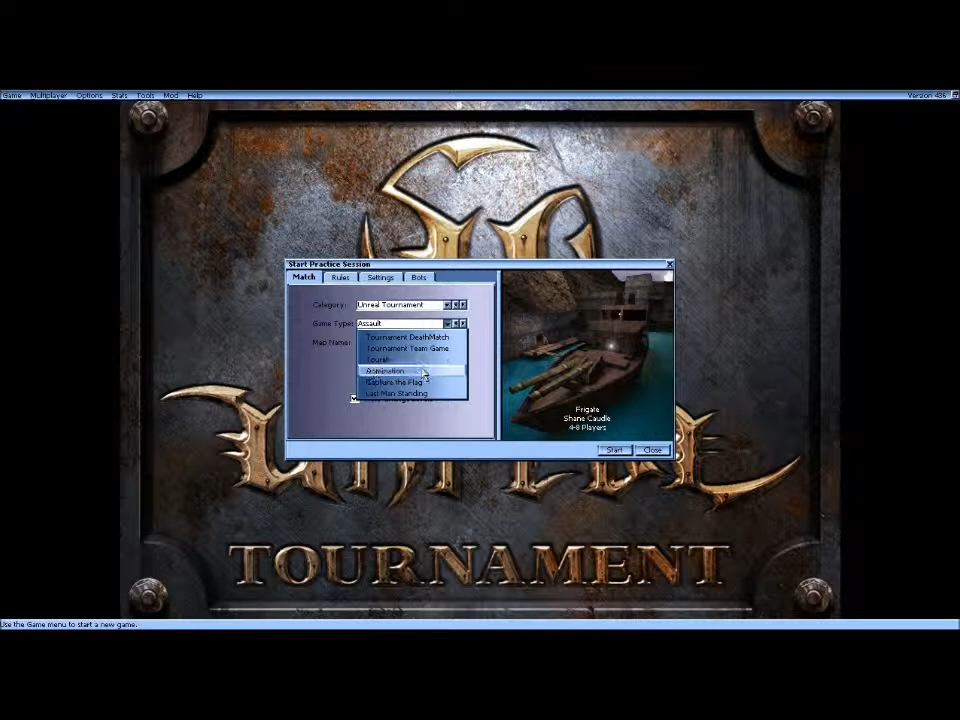 Game Multiplayer Options Stats Tools Mod Help Version 436
Start Practice Session
Match Rules Settings Bots
Category: Unreal Tournament
Game Type: Assault
Map Name:
Tournament DeathMatch
Tournament Team Game
Domination
Capture the Flag
Last Man Standing
Frigate
Shane Caudle
4-8 Players
Start Close
TOURNAMENT
Use the Game menu to start a new game.